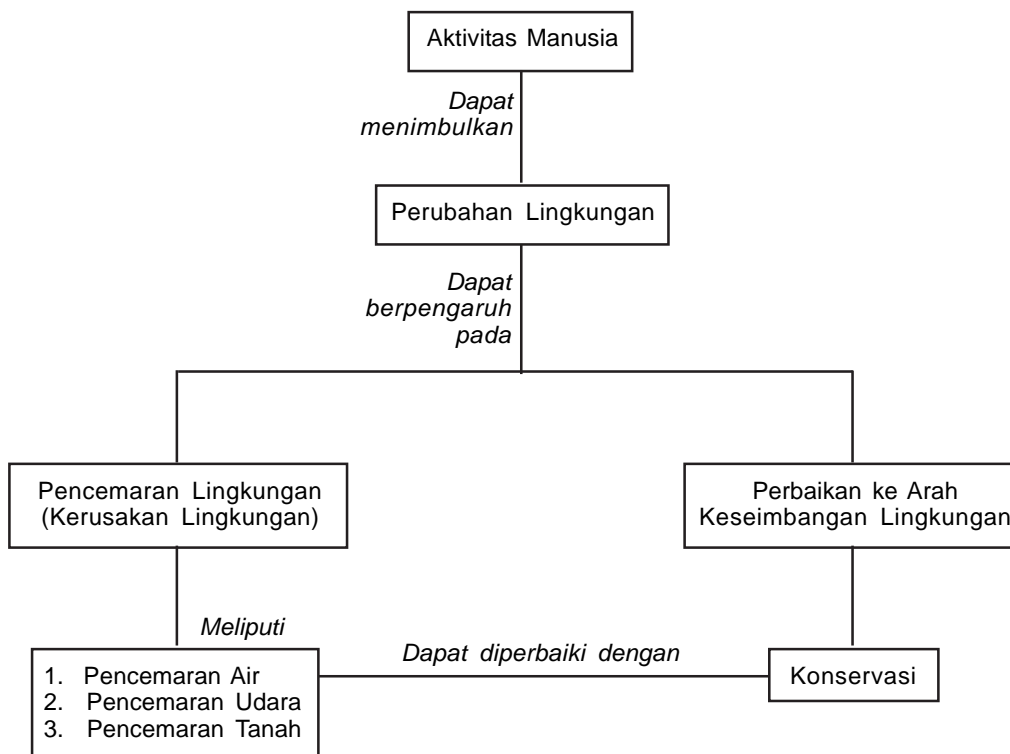 Aktivitas Manusia
Dapat
menimbulkan
Perubahan Lingkungan
Dapat
berpengaruh
pada
Pencemaran Lingkungan
(Kerusakan Lingkungan)
Perbaikan ke Arah
Keseimbangan Lingkungan
Meliputi
1. Pencemaran Air
2. Pencemaran Udara
3. Pencemaran Tanah
Dapat diperbaiki dengan
Konservasi